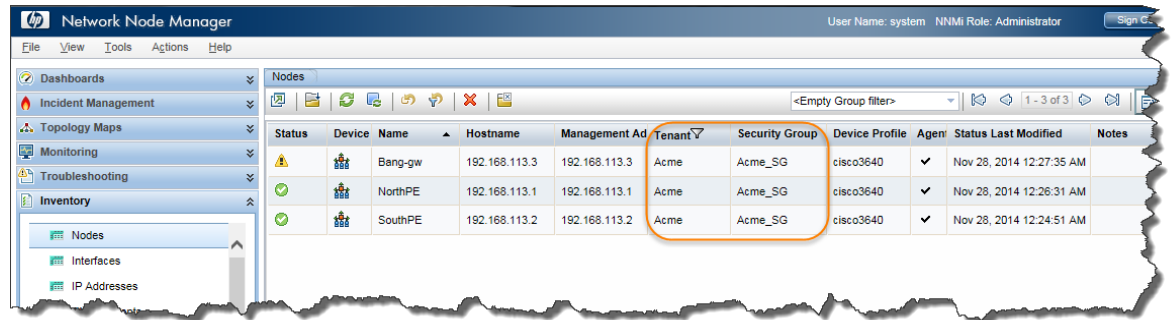 hp Network Node Manager User Name: system NNMi Role: Administrator Sign
File View Tools Actions Help
Dashboards
Incident Management
Topology Maps
Monitoring
Troubleshooting
Inventory
Nodes
Interfaces
IP Addresses
Nodes
<Empty Group filter> 1 - 3 of 3
Status Device Name Hostname Management Ad Tenant Security Group Device Profile Agent Status Last Modified Notes
Bang-gw 192.168.113.3 192.168.113.3 Acme Acme_SG cisco3640 Nov 28, 2014 12:27:35 AM
NorthPE 192.168.113.1 192.168.113.1 Acme Acme_SG cisco3640 Nov 28, 2014 12:26:31 AM
SouthPE 192.168.113.2 192.168.113.2 Acme Acme_SG cisco3640 Nov 28, 2014 12:24:51 AM